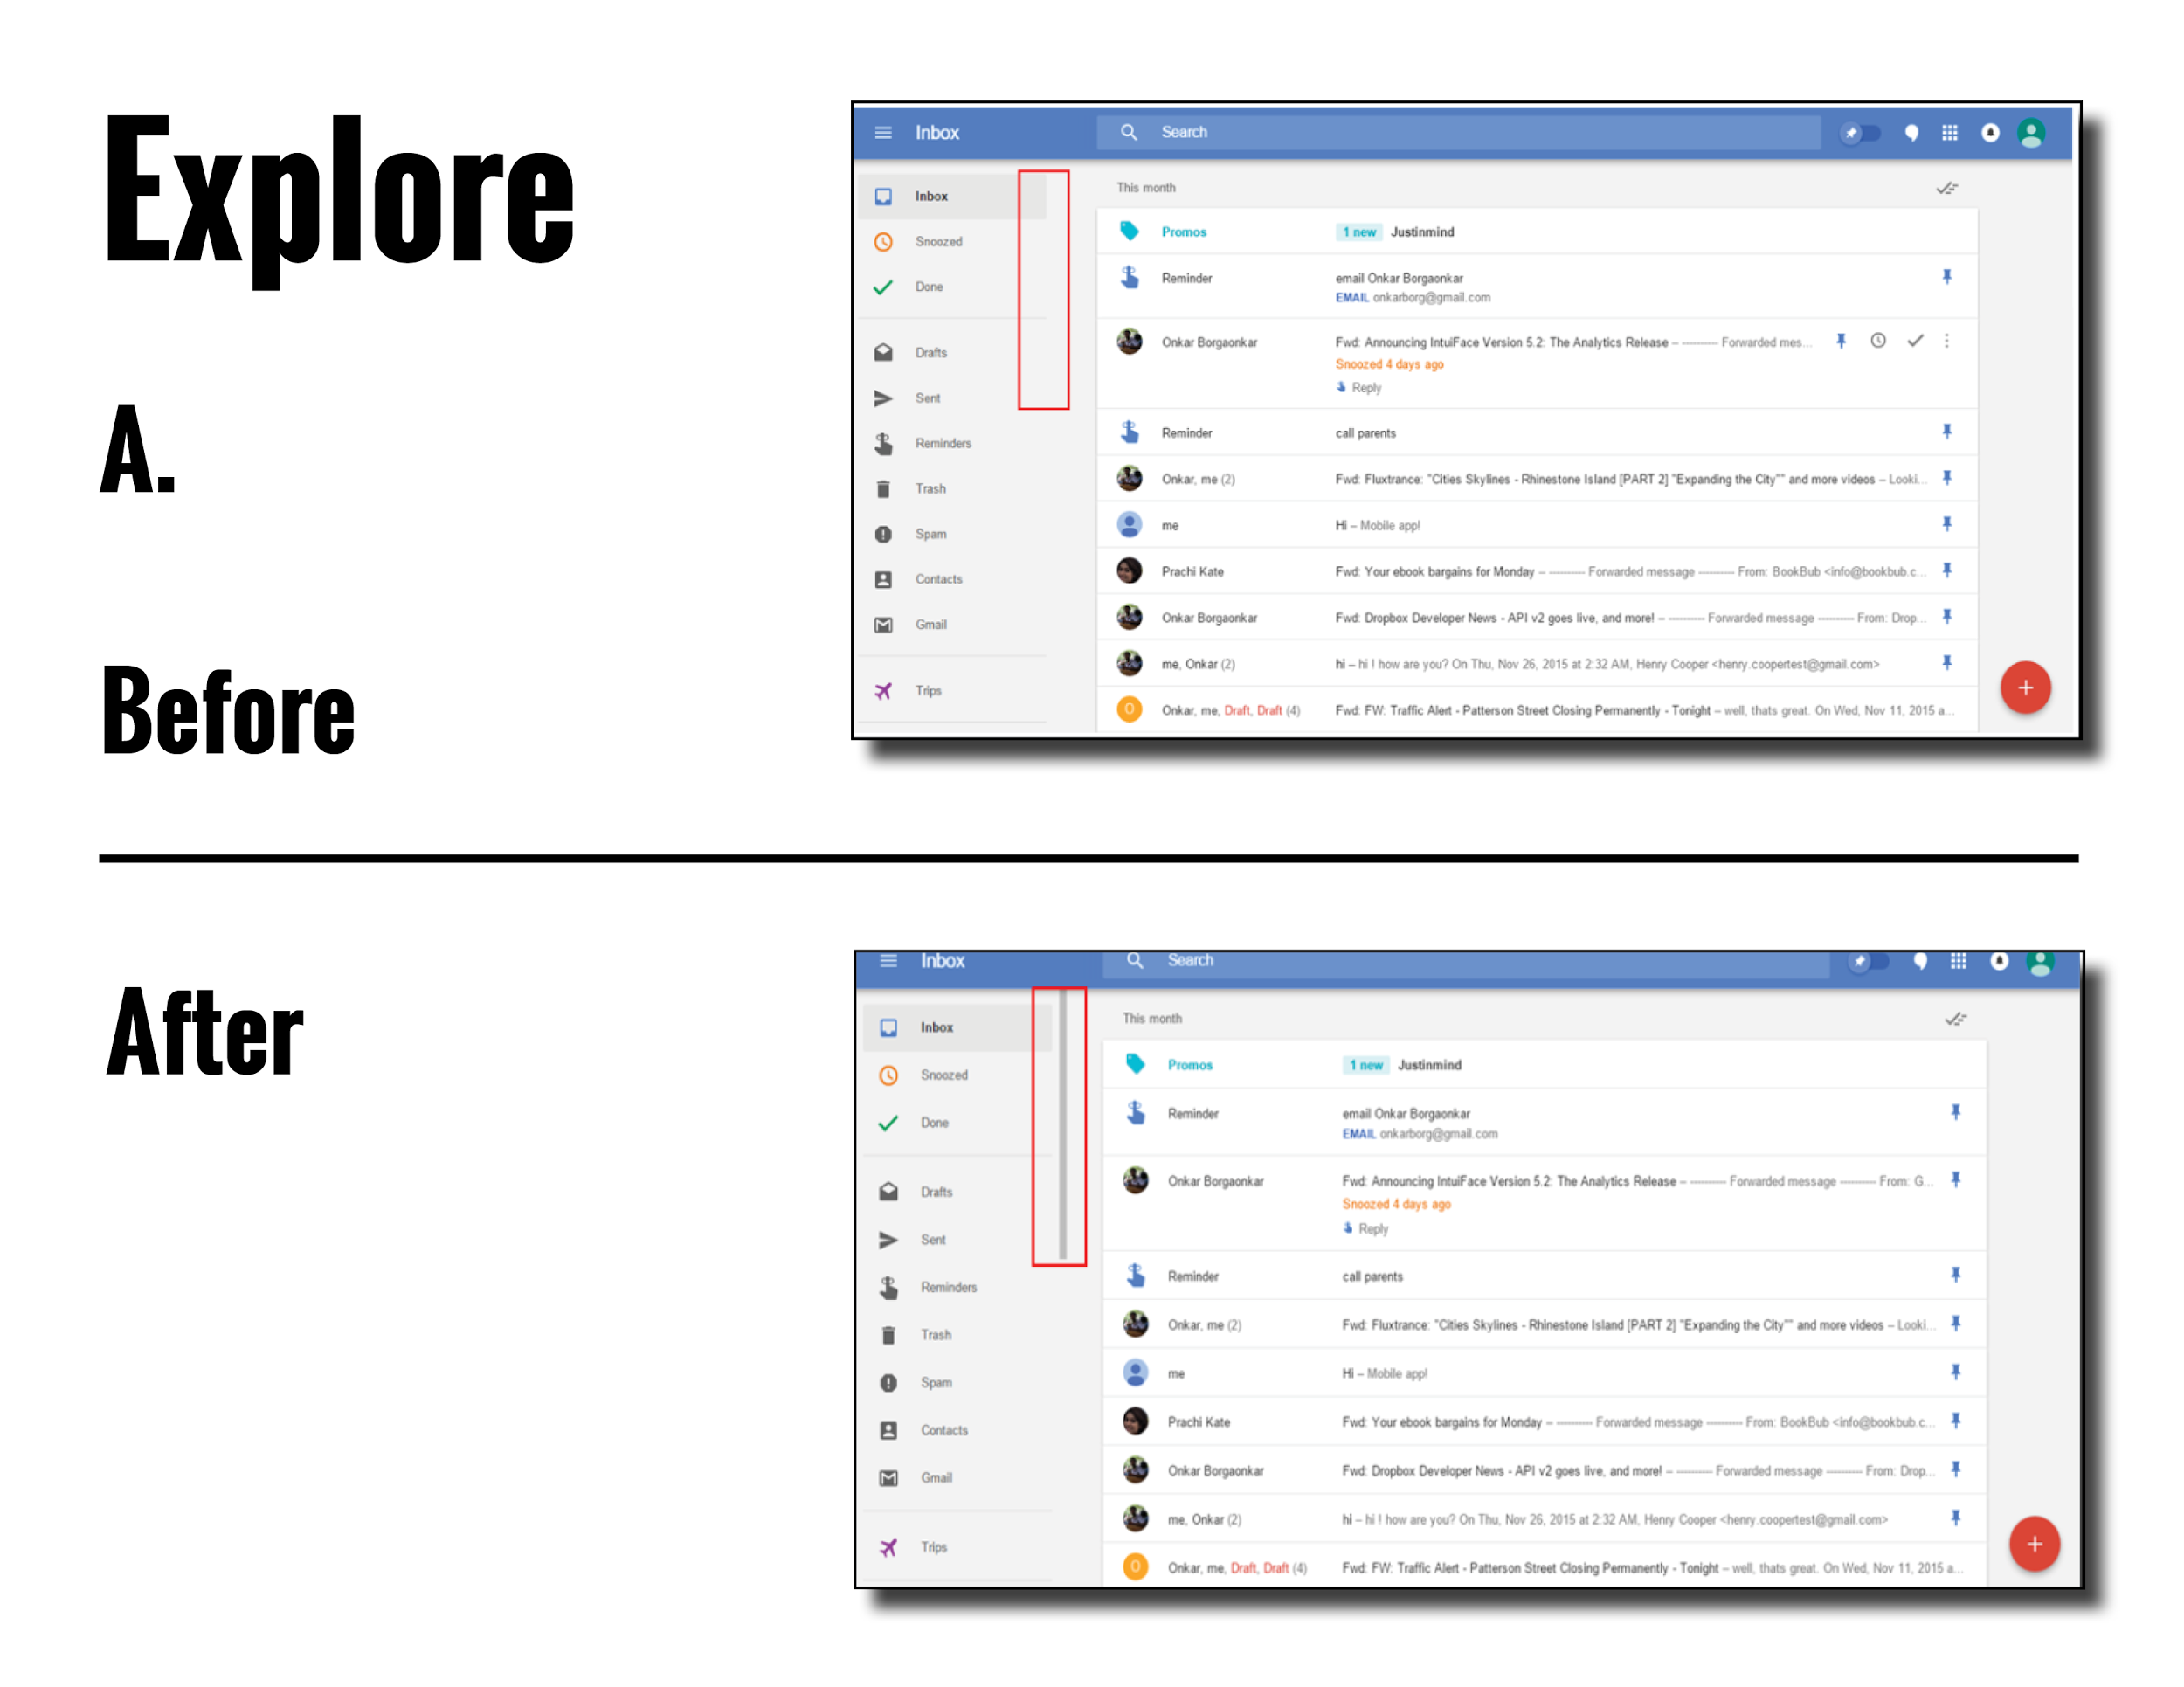 Explore
A.
Before
Inbox
Search
Inbox
Snoozed
Done
Drafts
Sent
Reminders
Trash
Spam
Contacts
Gmail
Trips
This month
Promos 1 new Justinmind
Reminder email Onkar Borgaonkar
EMAIL onkarborg@gmail.com
Onkar Borgaonkar Fwd: Announcing IntuiFace Version 5.2: The Analytics Release – ---------- Forwarded mes...
Snoozed 4 days ago
Reply
Reminder call parents
Onkar, me (2) Fwd: Fluxtrance: "Cities Skylines - Rhinestone Island [PART 2] "Expanding the City"" and more videos – Looki...
me Hi – Mobile app!
Prachi Kate Fwd: Your ebook bargains for Monday – ---------- Forwarded message ---------- From: BookBub <info@bookbub.c...
Onkar Borgaonkar Fwd: Dropbox Developer News - API v2 goes live, and more! – ---------- Forwarded message ---------- From: Drop...
me, Onkar (2) hi – hi ! how are you? On Thu, Nov 26, 2015 at 2:32 AM, Henry Cooper <henry.coopertest@gmail.com>
O Onkar, me, Draft, Draft (4) Fwd: FW: Traffic Alert - Patterson Street Closing Permanently - Tonight – well, thats great. On Wed, Nov 11, 2015 a...
After
Inbox
Search
Inbox
Snoozed
Done
Drafts
Sent
Reminders
Trash
Spam
Contacts
Gmail
Trips
This month
Promos 1 new Justinmind
Reminder email Onkar Borgaonkar
EMAIL onkarborg@gmail.com
Onkar Borgaonkar Fwd: Announcing IntuiFace Version 5.2: The Analytics Release – ---------- Forwarded message ---------- From: G...
Snoozed 4 days ago
Reply
Reminder call parents
Onkar, me (2) Fwd: Fluxtrance: "Cities Skylines - Rhinestone Island [PART 2] "Expanding the City"" and more videos – Looki...
me Hi – Mobile app!
Prachi Kate Fwd: Your ebook bargains for Monday – ---------- Forwarded message ---------- From: BookBub <info@bookbub.c...
Onkar Borgaonkar Fwd: Dropbox Developer News - API v2 goes live, and more! – ---------- Forwarded message ---------- From: Drop...
me, Onkar (2) hi – hi ! how are you? On Thu, Nov 26, 2015 at 2:32 AM, Henry Cooper <henry.coopertest@gmail.com>
O Onkar, me, Draft, Draft (4) Fwd: FW: Traffic Alert - Patterson Street Closing Permanently - Tonight – well, thats great. On Wed, Nov 11, 2015 a...